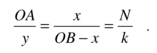 OA/y = x/(OB − x) = N/k .